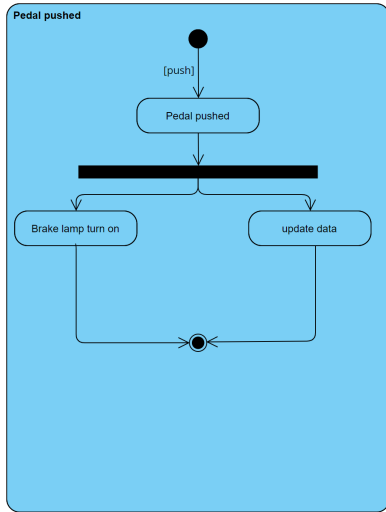 Pedal pushed
[push]
Pedal pushed
Brake lamp turn on
update data